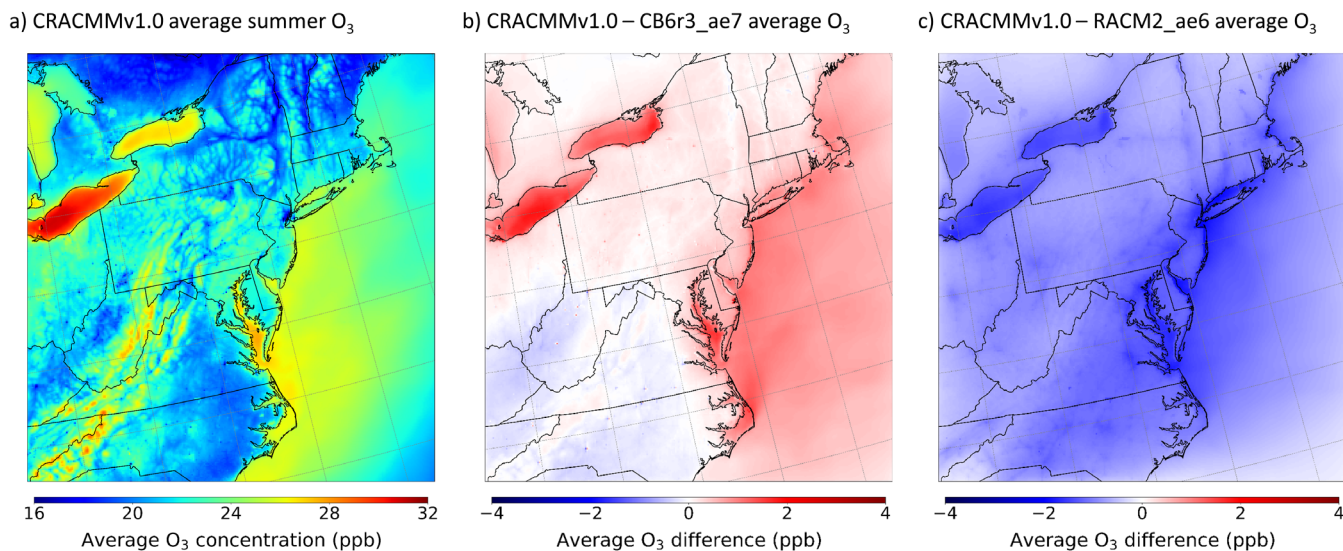 a) CRACMMv1.0 average summer O₃
b) CRACMMv1.0 – CB6r3_ae7 average O₃
c) CRACMMv1.0 – RACM2_ae6 average O₃
16 20 24 28 32
Average O₃ concentration (ppb)
−4 −2 0 2 4
Average O₃ difference (ppb)
−4 −2 0 2 4
Average O₃ difference (ppb)